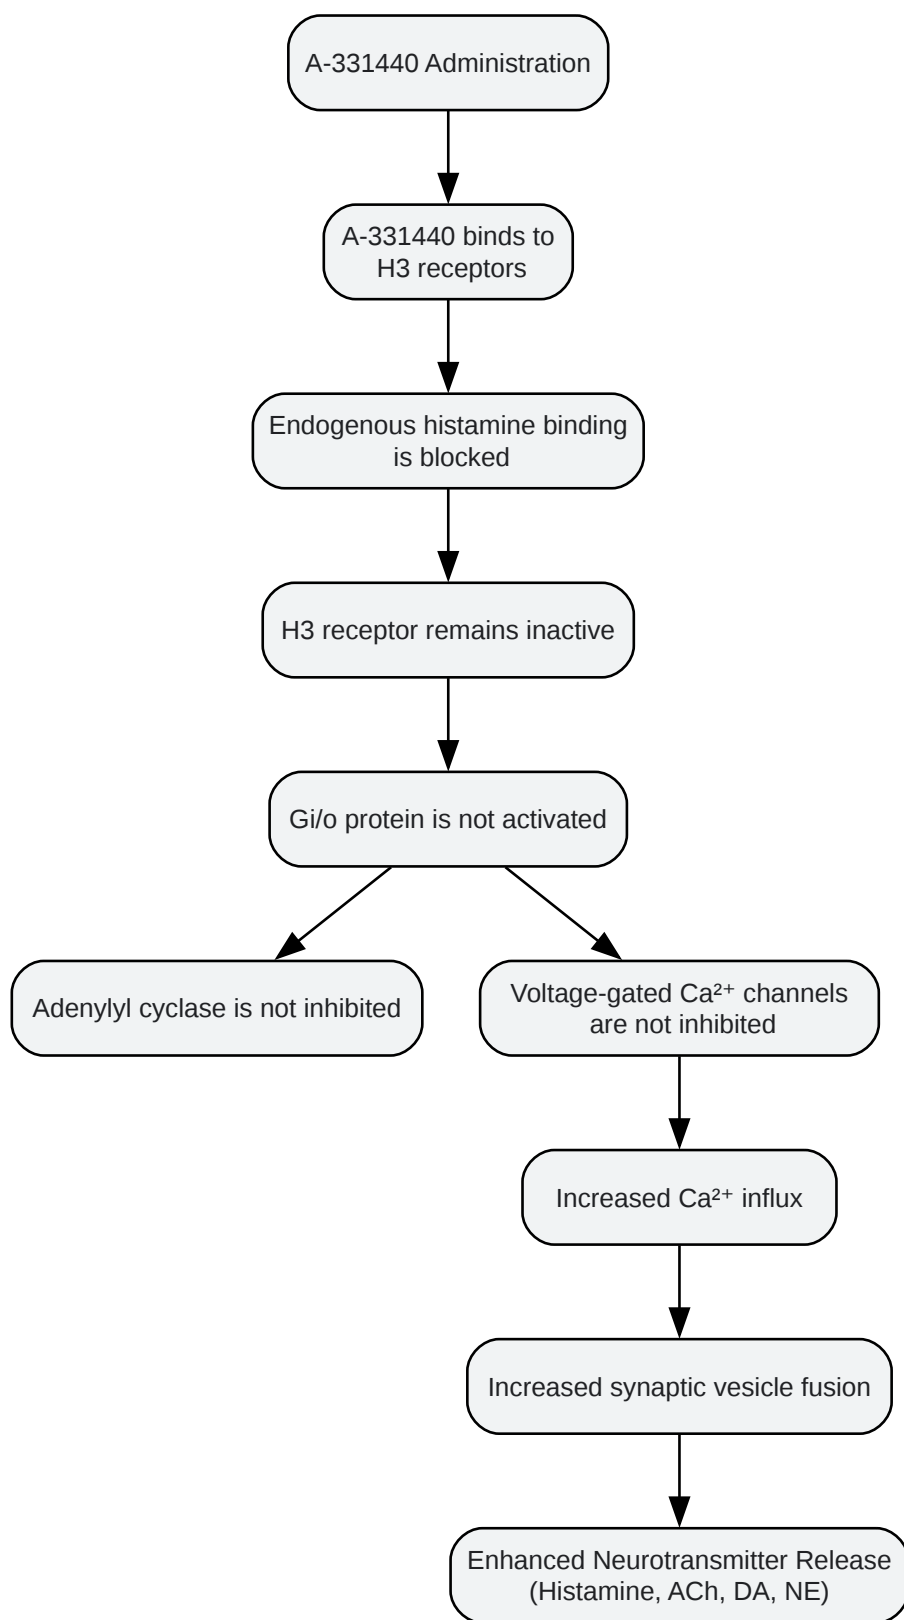 A-331440 Administration
A-331440 binds to
H3 receptors
Endogenous histamine binding
is blocked
H3 receptor remains inactive
Gi/o protein is not activated
Adenylyl cyclase is not inhibited
Voltage-gated Ca²⁺ channels
are not inhibited
Increased Ca²⁺ influx
Increased synaptic vesicle fusion
Enhanced Neurotransmitter Release
(Histamine, ACh, DA, NE)